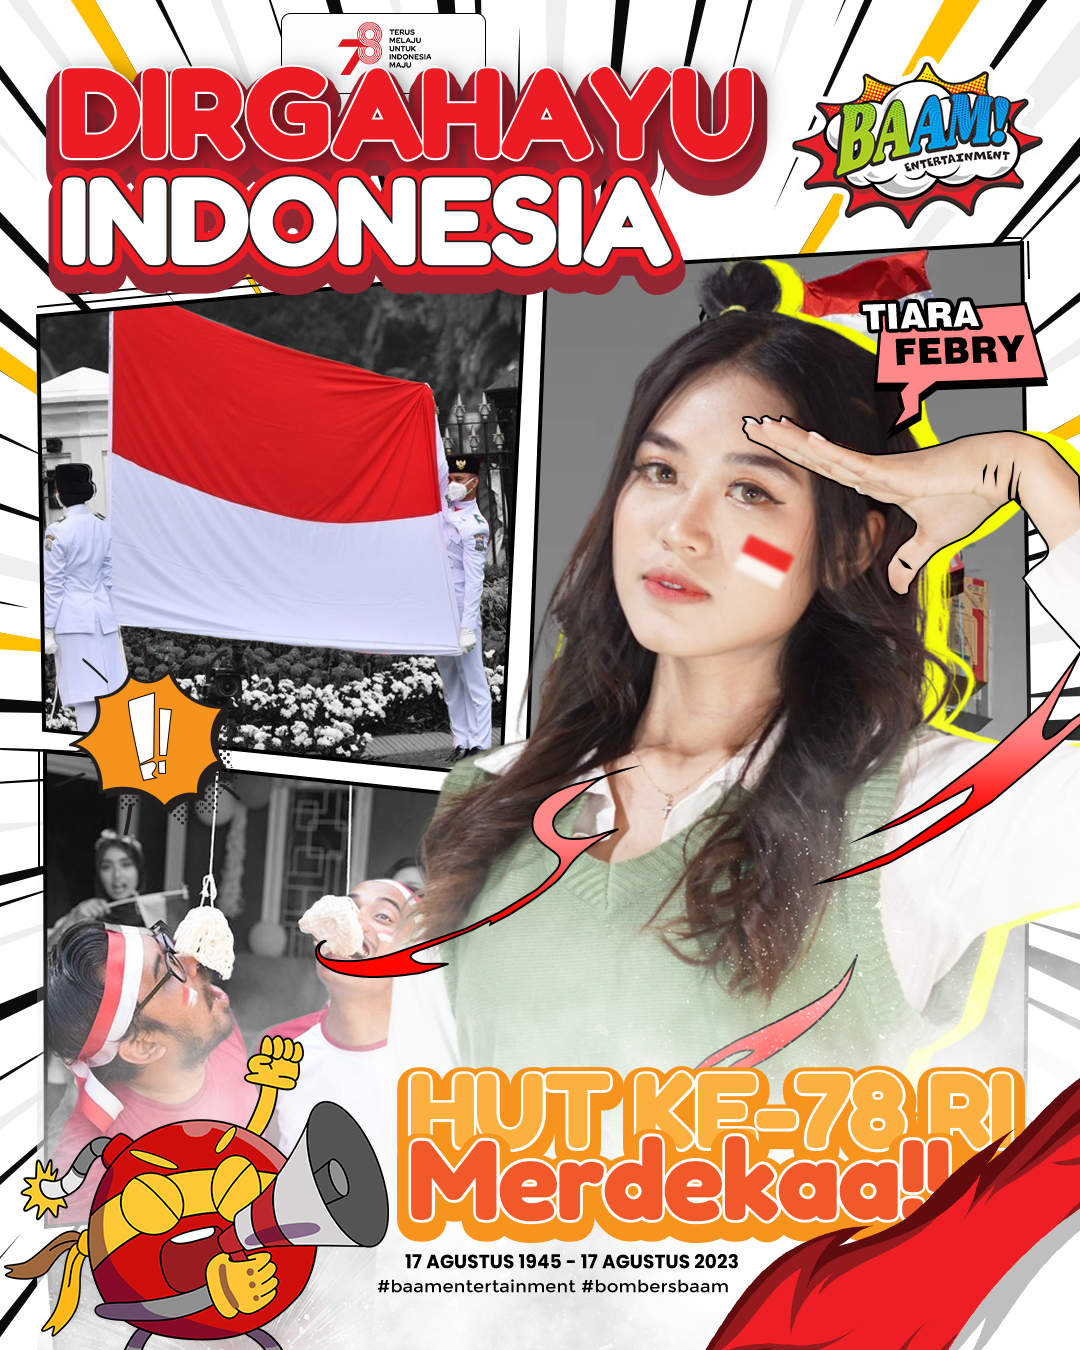 TERUS
MELAJU
UNTUK
INDONESIA
MAJU
78
DIRGAHAYU
INDONESIA
BAAM!
ENTERTAINMENT
TIARA
FEBRY
!!
HUT KE-78 RI
Merdekaa!!
17 AGUSTUS 1945 - 17 AGUSTUS 2023
#baamentertainment #bombersbaam